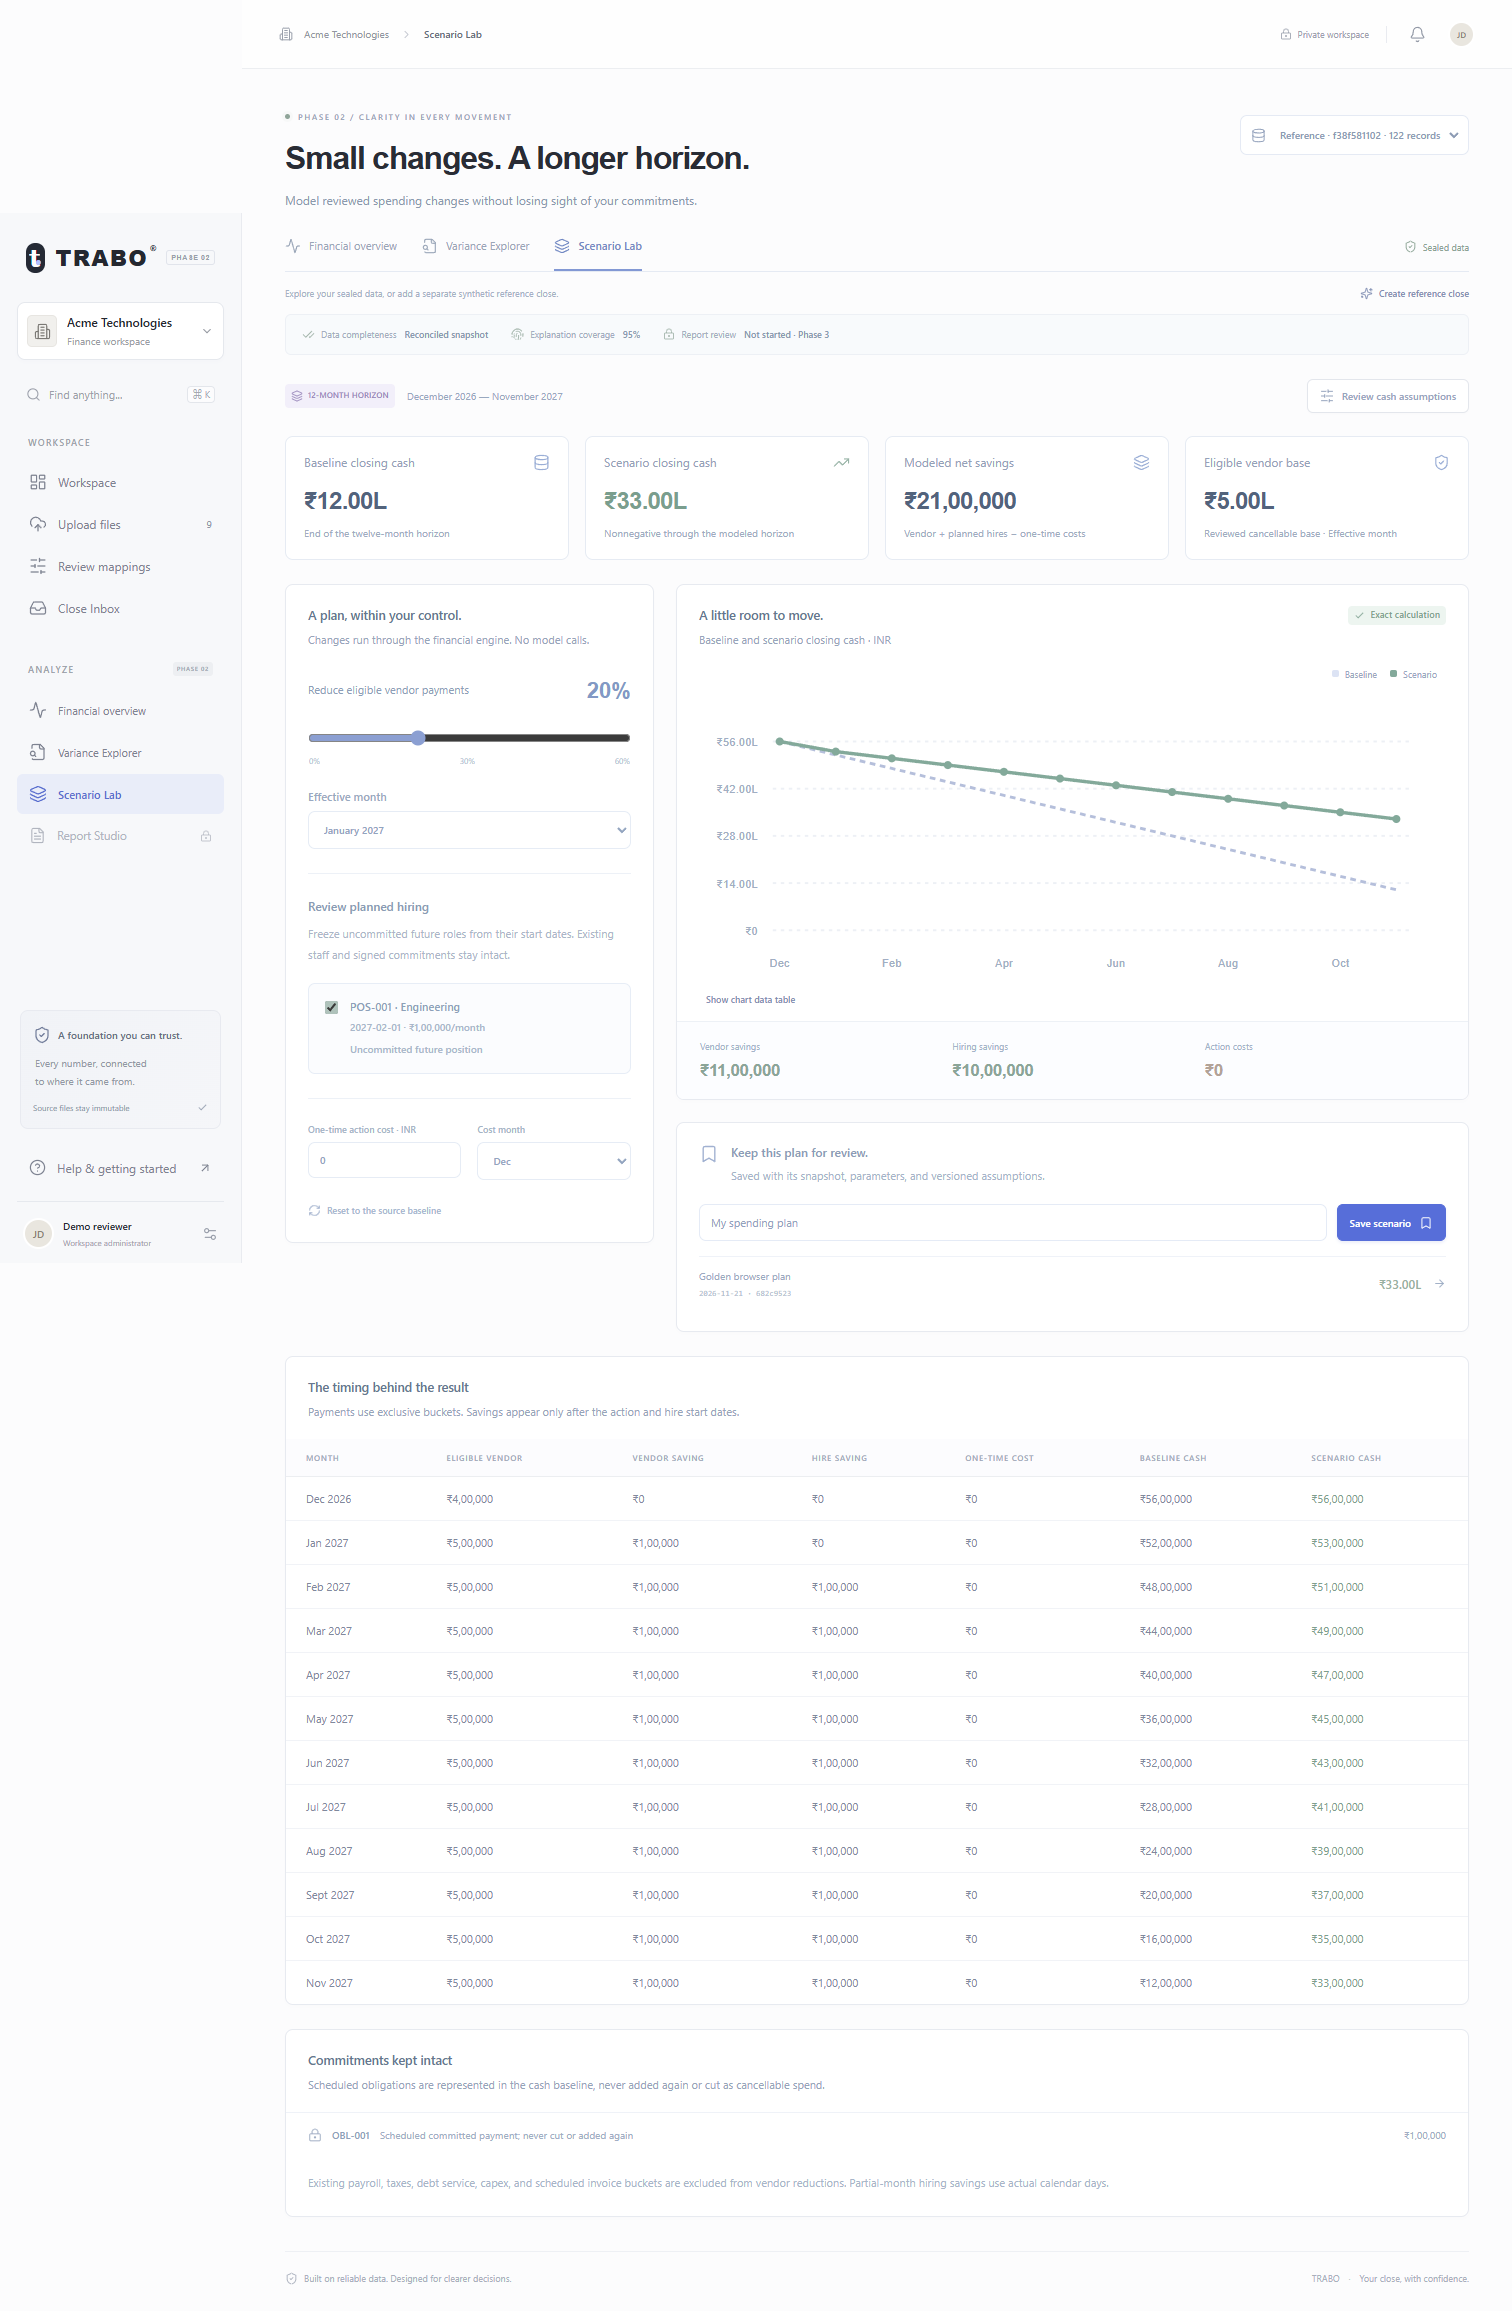 Acme Technologies > Scenario Lab
Private workspace
JD
PHASE 02 / CLARITY IN EVERY MOVEMENT
Small changes. A longer horizon.
Model reviewed spending changes without losing sight of your commitments.
Reference · f38f581102 · 122 records
t TRABO ® PHASE 02
Acme Technologies
Finance workspace
Find anything... ⌘ K
WORKSPACE
Workspace
Upload files 9
Review mappings
Close Inbox
ANALYZE PHASE 02
Financial overview
Variance Explorer
Scenario Lab
Report Studio
A foundation you can trust.
Every number, connected
to where it came from.
Source files stay immutable
Help & getting started
JD
Demo reviewer
Workspace administrator
Financial overview Variance Explorer Scenario Lab
Sealed data
Explore your sealed data, or add a separate synthetic reference close.
Create reference close
Data completeness Reconciled snapshot Explanation coverage 95% Report review Not started · Phase 3
12-MONTH HORIZON December 2026 — November 2027
Review cash assumptions
Baseline closing cash
₹12.00L
End of the twelve-month horizon
Scenario closing cash
₹33.00L
Nonnegative through the modeled horizon
Modeled net savings
₹21,00,000
Vendor + planned hires − one-time costs
Eligible vendor base
₹5.00L
Reviewed cancellable base · Effective month
A plan, within your control.
Changes run through the financial engine. No model calls.
Reduce eligible vendor payments 20%
0% 30% 60%
Effective month
January 2027
Review planned hiring
Freeze uncommitted future roles from their start dates. Existing
staff and signed commitments stay intact.
POS-001 · Engineering
2027-02-01 · ₹1,00,000/month
Uncommitted future position
One-time action cost · INR Cost month
0 Dec
Reset to the source baseline
A little room to move.
Exact calculation
Baseline and scenario closing cash · INR
Baseline Scenario
₹56.00L
₹42.00L
₹28.00L
₹14.00L
₹0
Dec Feb Apr Jun Aug Oct
Show chart data table
Vendor savings Hiring savings Action costs
₹11,00,000 ₹10,00,000 ₹0
Keep this plan for review.
Saved with its snapshot, parameters, and versioned assumptions.
My spending plan
Save scenario
Golden browser plan
2026-11-21 · 682c9523
₹33.00L
The timing behind the result
Payments use exclusive buckets. Savings appear only after the action and hire start dates.
MONTH ELIGIBLE VENDOR VENDOR SAVING HIRE SAVING ONE-TIME COST BASELINE CASH SCENARIO CASH
Dec 2026 ₹4,00,000 ₹0 ₹0 ₹0 ₹56,00,000 ₹56,00,000
Jan 2027 ₹5,00,000 ₹1,00,000 ₹0 ₹0 ₹52,00,000 ₹53,00,000
Feb 2027 ₹5,00,000 ₹1,00,000 ₹1,00,000 ₹0 ₹48,00,000 ₹51,00,000
Mar 2027 ₹5,00,000 ₹1,00,000 ₹1,00,000 ₹0 ₹44,00,000 ₹49,00,000
Apr 2027 ₹5,00,000 ₹1,00,000 ₹1,00,000 ₹0 ₹40,00,000 ₹47,00,000
May 2027 ₹5,00,000 ₹1,00,000 ₹1,00,000 ₹0 ₹36,00,000 ₹45,00,000
Jun 2027 ₹5,00,000 ₹1,00,000 ₹1,00,000 ₹0 ₹32,00,000 ₹43,00,000
Jul 2027 ₹5,00,000 ₹1,00,000 ₹1,00,000 ₹0 ₹28,00,000 ₹41,00,000
Aug 2027 ₹5,00,000 ₹1,00,000 ₹1,00,000 ₹0 ₹24,00,000 ₹39,00,000
Sept 2027 ₹5,00,000 ₹1,00,000 ₹1,00,000 ₹0 ₹20,00,000 ₹37,00,000
Oct 2027 ₹5,00,000 ₹1,00,000 ₹1,00,000 ₹0 ₹16,00,000 ₹35,00,000
Nov 2027 ₹5,00,000 ₹1,00,000 ₹1,00,000 ₹0 ₹12,00,000 ₹33,00,000
Commitments kept intact
Scheduled obligations are represented in the cash baseline, never added again or cut as cancellable spend.
OBL-001 Scheduled committed payment; never cut or added again ₹1,00,000
Existing payroll, taxes, debt service, capex, and scheduled invoice buckets are excluded from vendor reductions. Partial-month hiring savings use actual calendar days.
Built on reliable data. Designed for clearer decisions.
TRABO · Your close, with confidence.